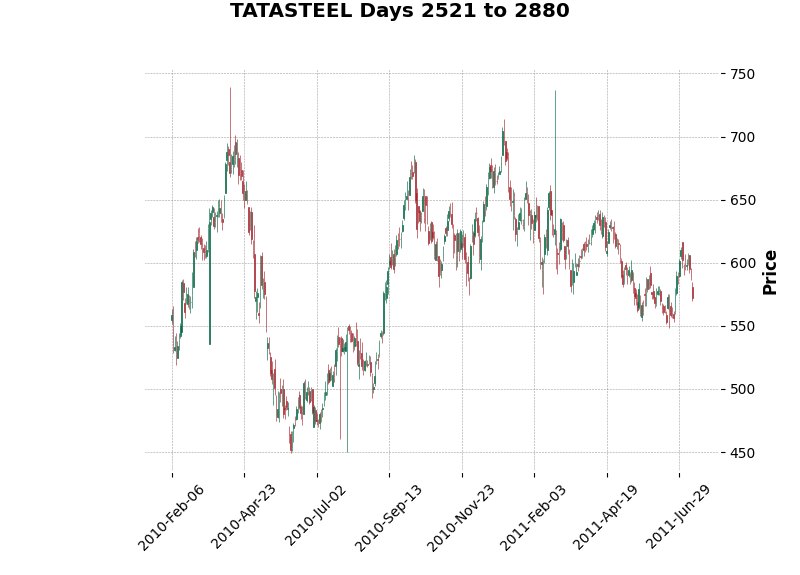 TATASTEEL Days 2521 to 2880
750
700
650
600
550
500
450
Price
2010-Feb-06
2010-Apr-23
2010-Jul-02
2010-Sep-13
2010-Nov-23
2011-Feb-03
2011-Apr-19
2011-Jun-29